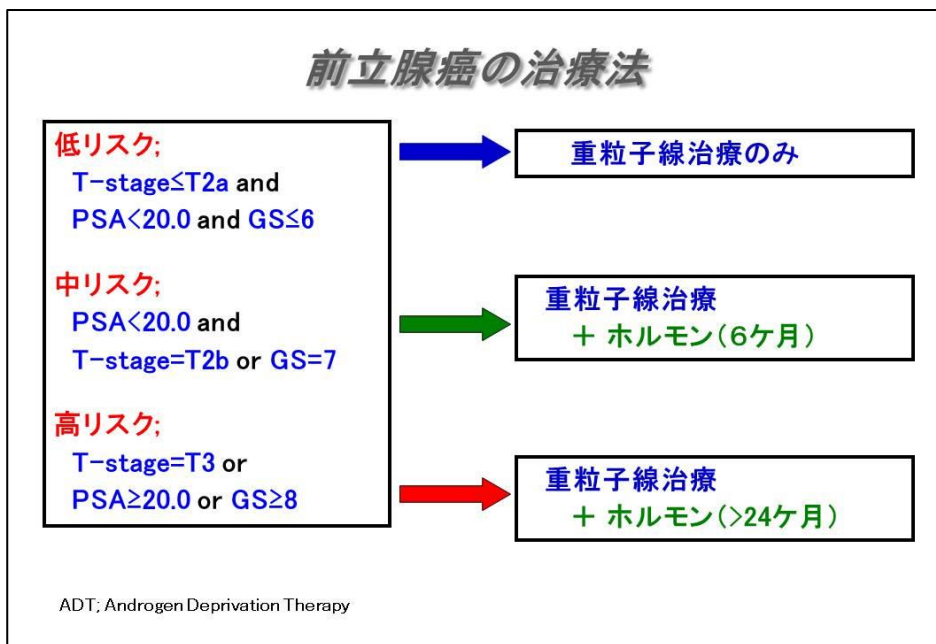 前立腺癌の治療法
低リスク;
T-stage≤T2a and
PSA<20.0 and GS≤6
中リスク;
PSA<20.0 and
T-stage=T2b or GS=7
高リスク;
T-stage=T3 or
PSA≥20.0 or GS≥8
重粒子線治療のみ
重粒子線治療
＋ ホルモン(6ケ月)
重粒子線治療
＋ ホルモン(>24ケ月)
ADT; Androgen Deprivation Therapy